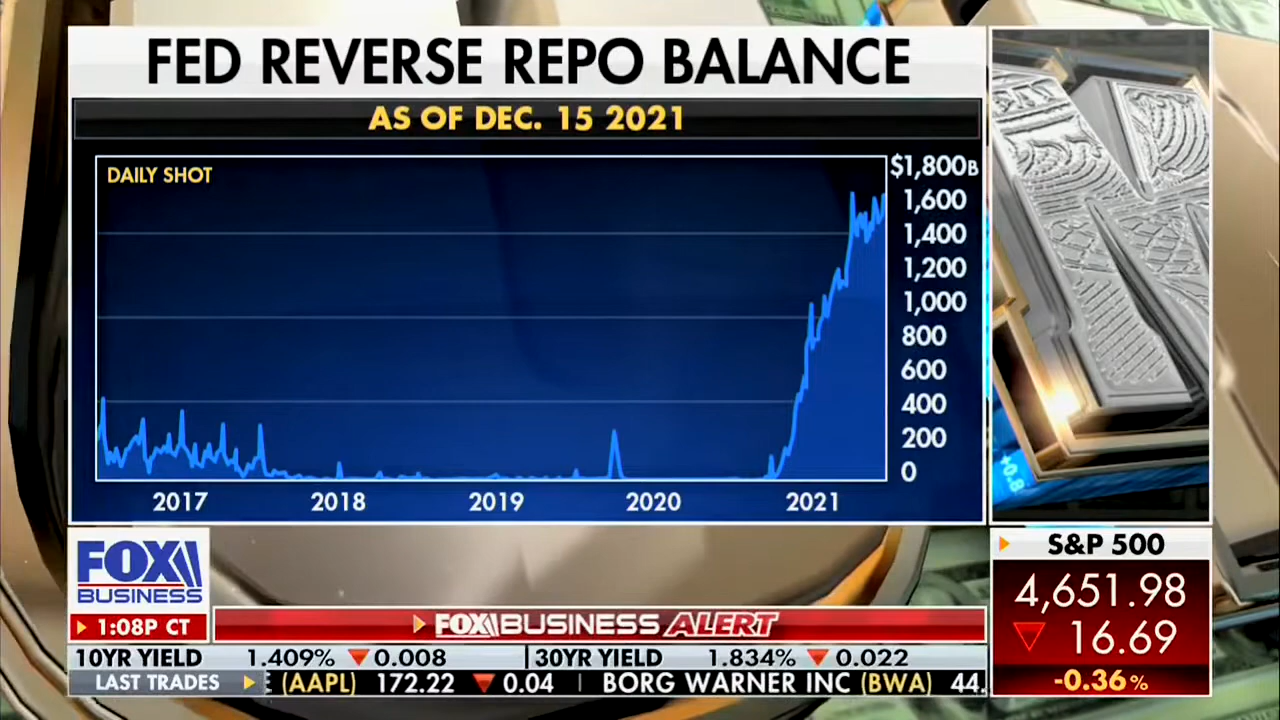 FED REVERSE REPO BALANCE
AS OF DEC. 15 2021
DAILY SHOT
$1,800B
1,600
1,400
1,200
1,000
800
600
400
200
0
2017 2018 2019 2020 2021
+0.8
FOX
BUSINESS
1:08P CT
FOX BUSINESS ALERT
10YR YIELD 1.409% 0.008 30YR YIELD 1.834% 0.022
LAST TRADES (AAPL) 172.22 0.04 BORG WARNER INC (BWA) 44.
S&P 500
4,651.98
16.69
-0.36%